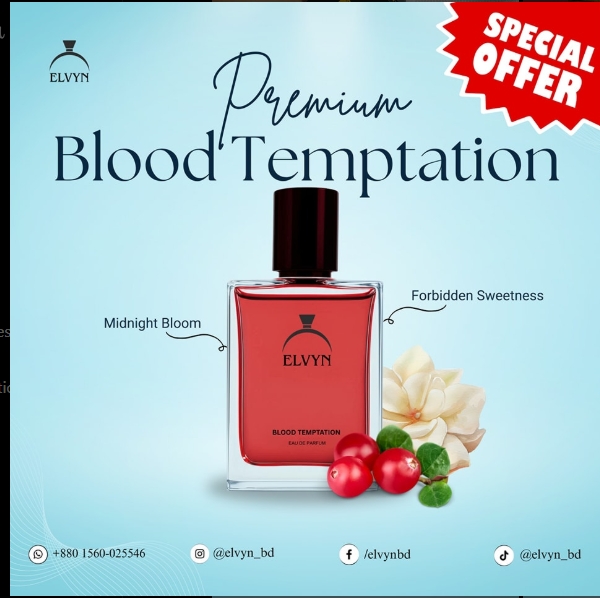 ELVYN
SPECIAL
OFFER
Premium
Blood Temptation
Forbidden Sweetness
Midnight Bloom
ELVYN
BLOOD TEMPTATION
EAU DE PARFUM
+880 1560-025546
@elvyn_bd
/elvynbd
@elvyn_bd